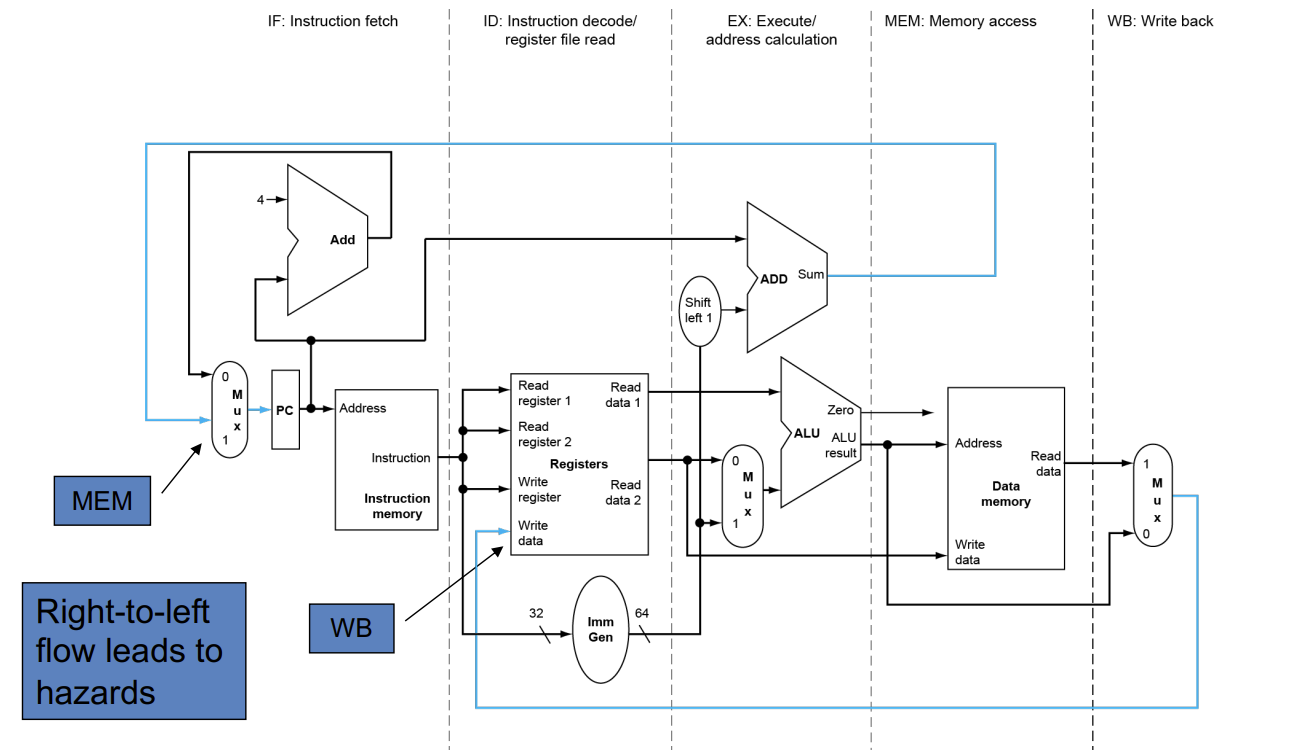 IF: Instruction fetch
ID: Instruction decode/
register file read
EX: Execute/
address calculation
MEM: Memory access
WB: Write back
4
Add
ADD
Sum
Shift
left 1
0
M
u
x
1
PC
Address
Instruction
Instruction
memory
Read
register 1
Read
register 2
Write
register
Write
data
Registers
Read
data 1
Read
data 2
0
M
u
x
1
Zero
ALU
ALU
result
Address
Read
data
Data
memory
Write
data
1
M
u
x
0
32
Imm
Gen
64
MEM
WB
Right-to-left
flow leads to
hazards